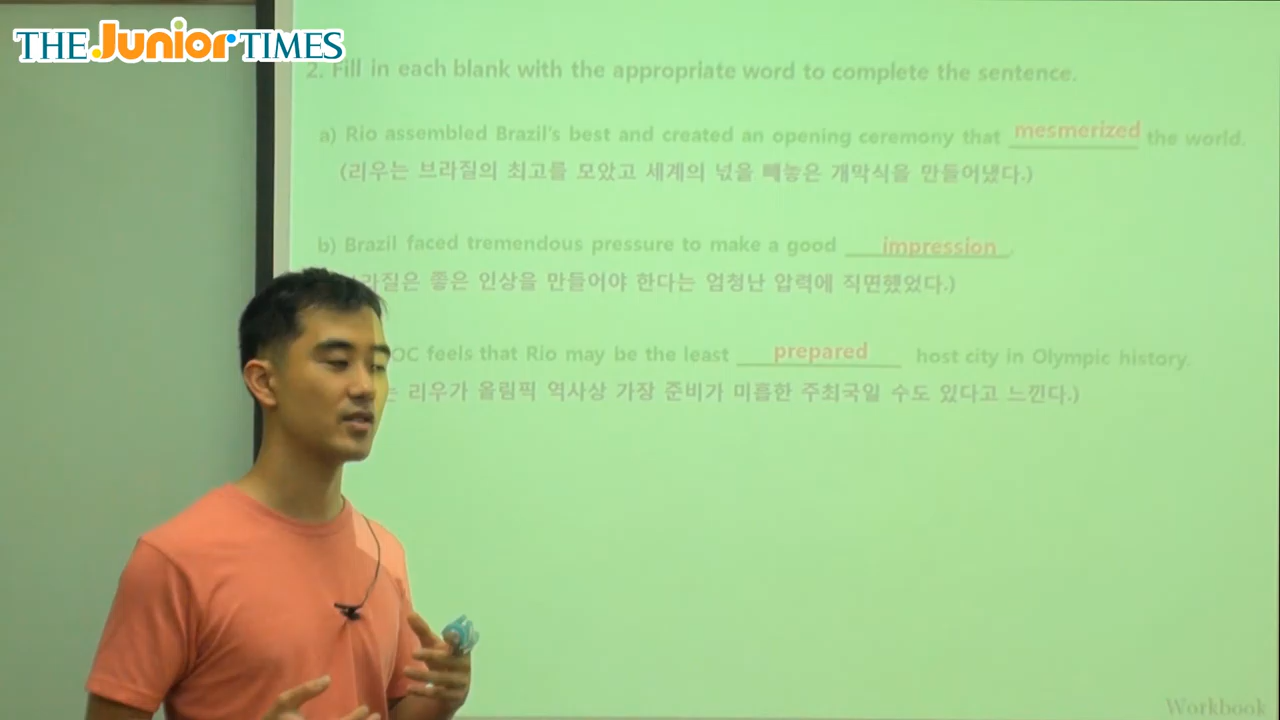 THE Junior TIMES
2. Fill in each blank with the appropriate word to complete the sentence.
a) Rio assembled Brazil's best and created an opening ceremony that mesmerized the world.
(리우는 브라질의 최고를 모았고 세계의 넋을 빼놓은 개막식을 만들어냈다.)
b) Brazil faced tremendous pressure to make a good impression.
라질은 좋은 인상을 만들어야 한다는 엄청난 압력에 직면했었다.)
OC feels that Rio may be the least prepared host city in Olympic history.
는 리우가 올림픽 역사상 가장 준비가 미흡한 주최국일 수도 있다고 느낀다.)
Workbook